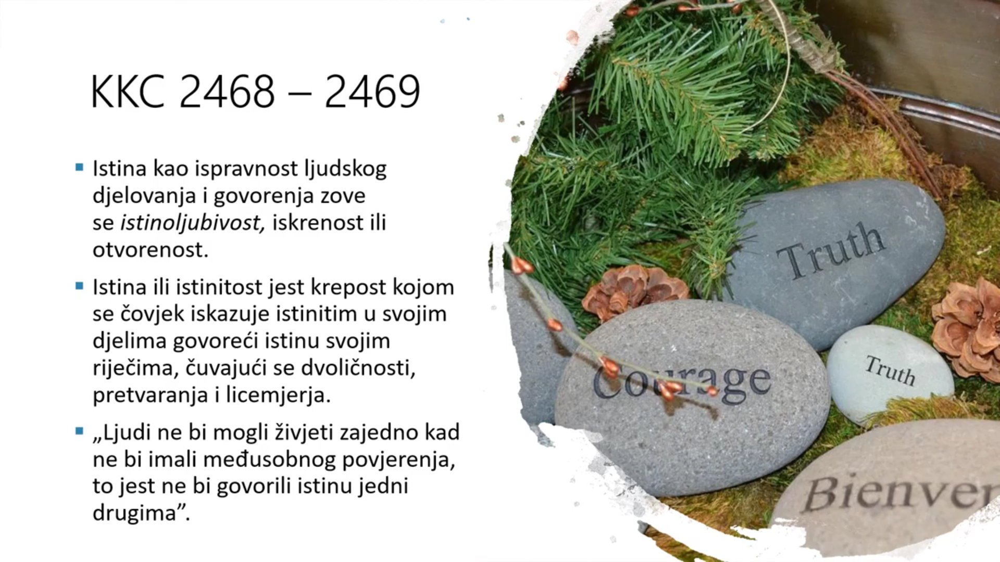 KKC 2468 – 2469
Istina kao ispravnost ljudskog
djelovanja i govorenja zove
se istinoljubivost, iskrenost ili
otvorenost.
Istina ili istinitost jest krepost kojom
se čovjek iskazuje istinitim u svojim
djelima govoreći istinu svojim
riječima, čuvajući se dvoličnosti,
pretvaranja i licemjerja.
„Ljudi ne bi mogli živjeti zajedno kad
ne bi imali međusobnog povjerenja,
to jest ne bi govorili istinu jedni
drugima”.
Truth
Courage
Truth
Bienven